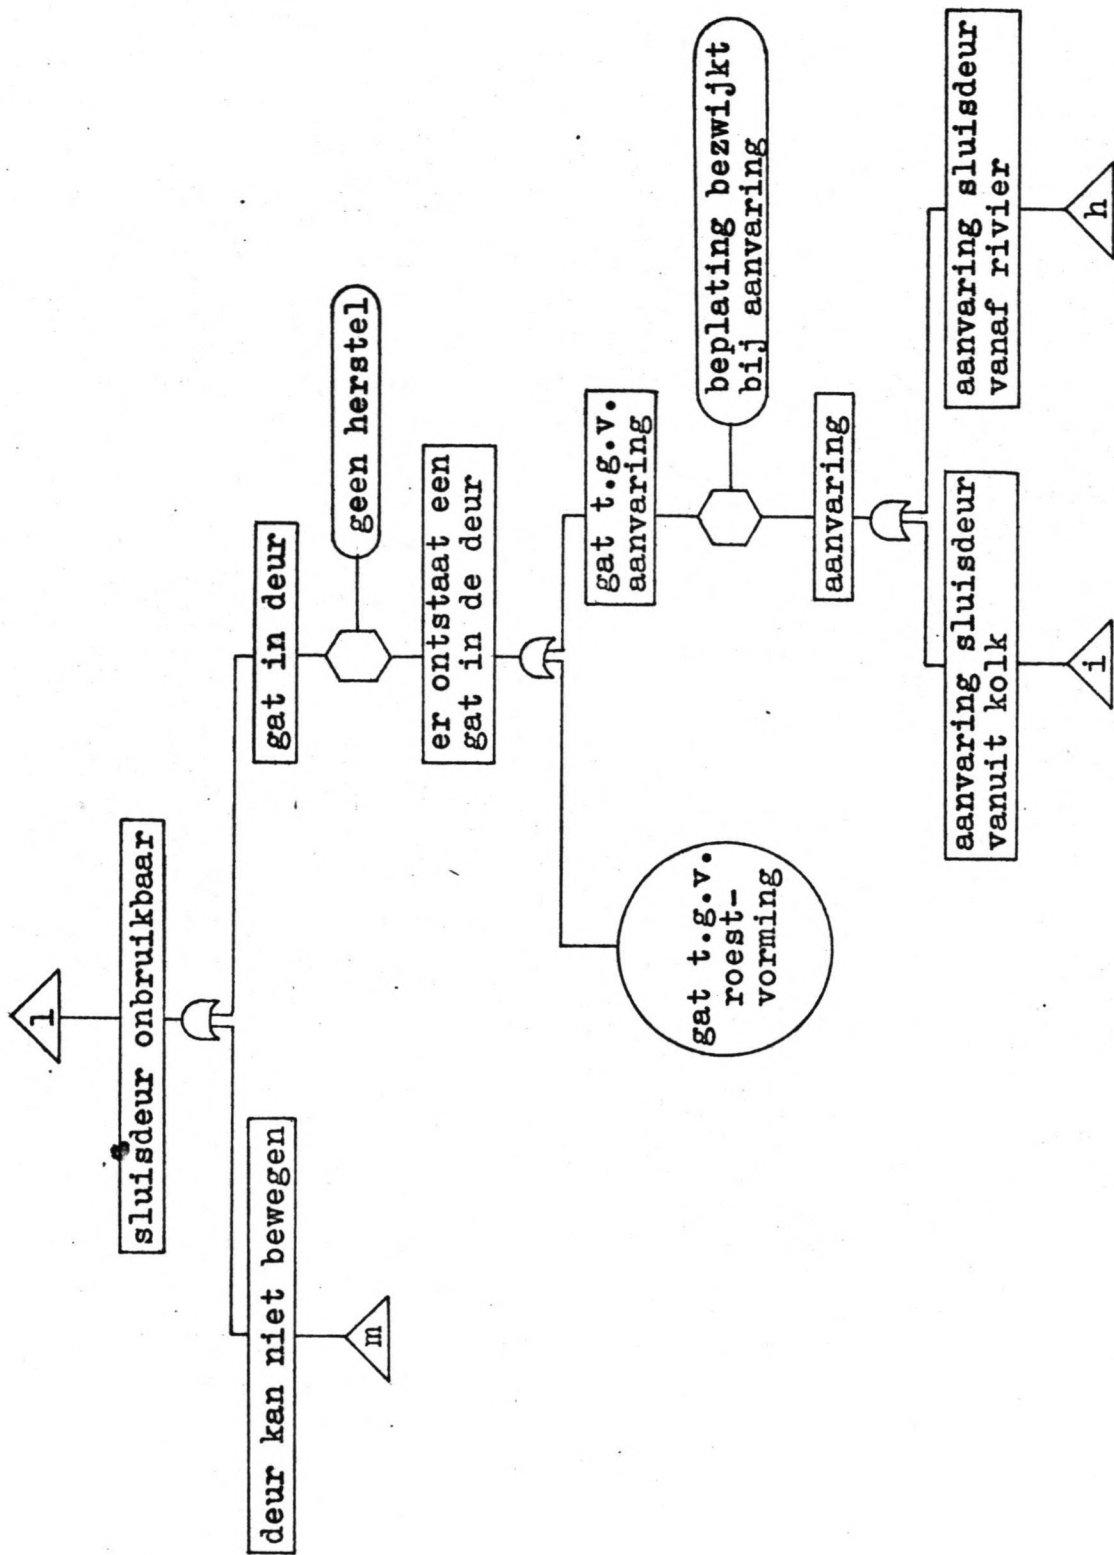 l
sluisdeur onbruikbaar
deur kan niet bewegen
m
gat in deur
geen herstel
er ontstaat een
gat in de deur
gat t.g.v.
roest-
vorming
gat t.g.v.
aanvaring
beplating bezwijkt
bij aanvaring
aanvaring
aanvaring sluisdeur
vanuit kolk
i
aanvaring sluisdeur
vanaf rivier
h